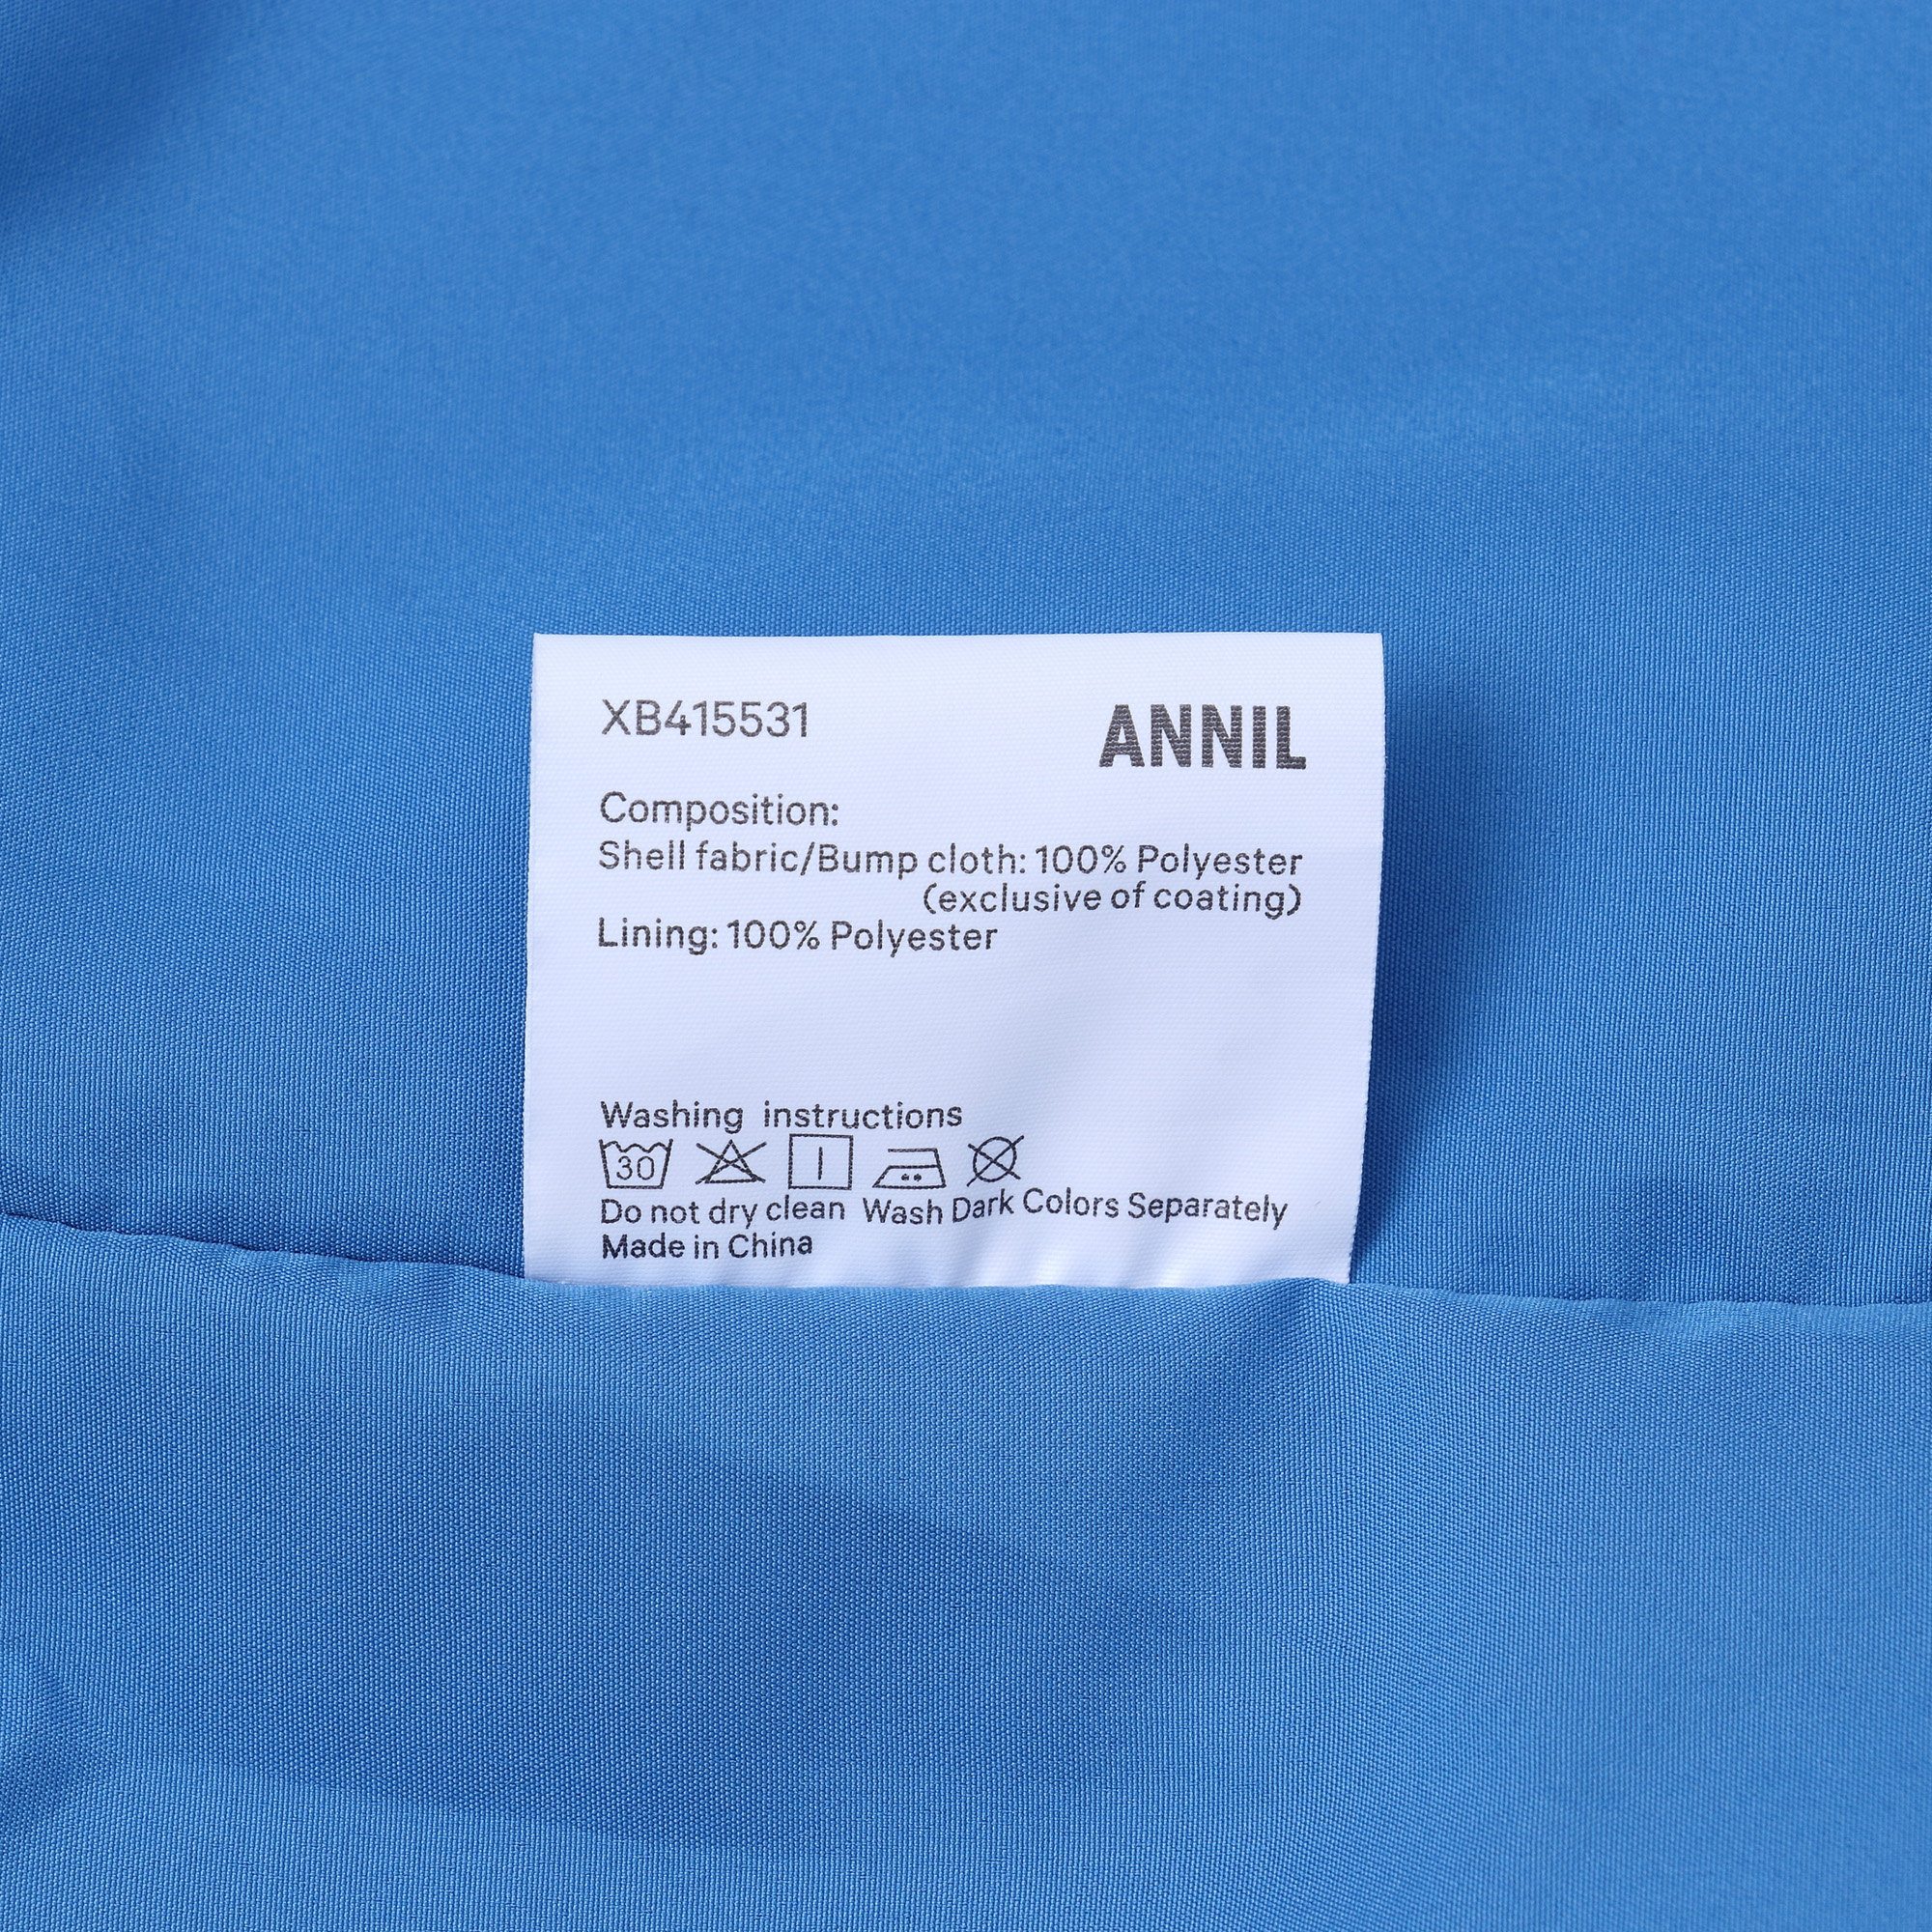 XB415531 ANNIL
Composition:
Shell fabric/Bump cloth: 100% Polyester
(exclusive of coating)
Lining: 100% Polyester
Washing instructions
30
Do not dry clean Wash Dark Colors Separately
Made in China